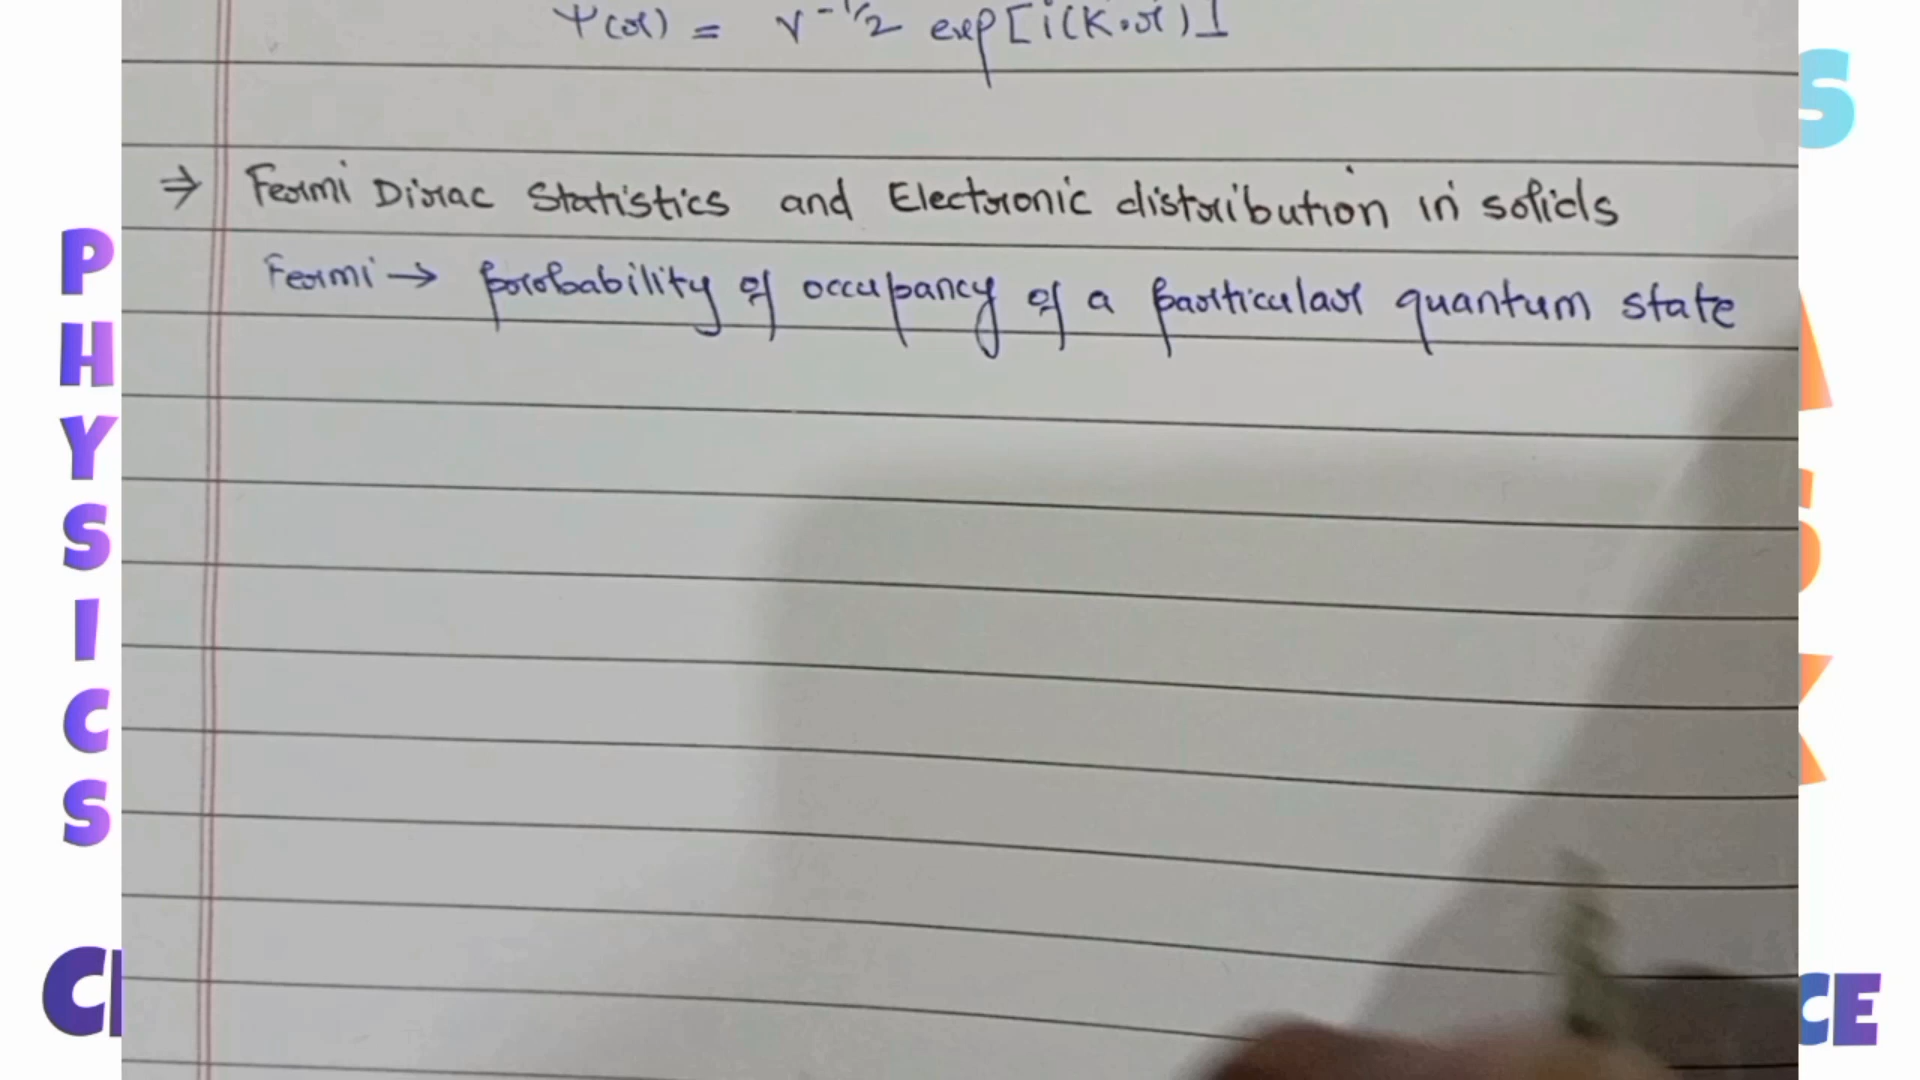 Ψ(r) = V^-1/2 exp[i(K.r)]
⇒ Fermi Dirac Statistics and Electronic distribution in solids
Fermi → probability of occupancy of a particular quantum state
PHYSICS